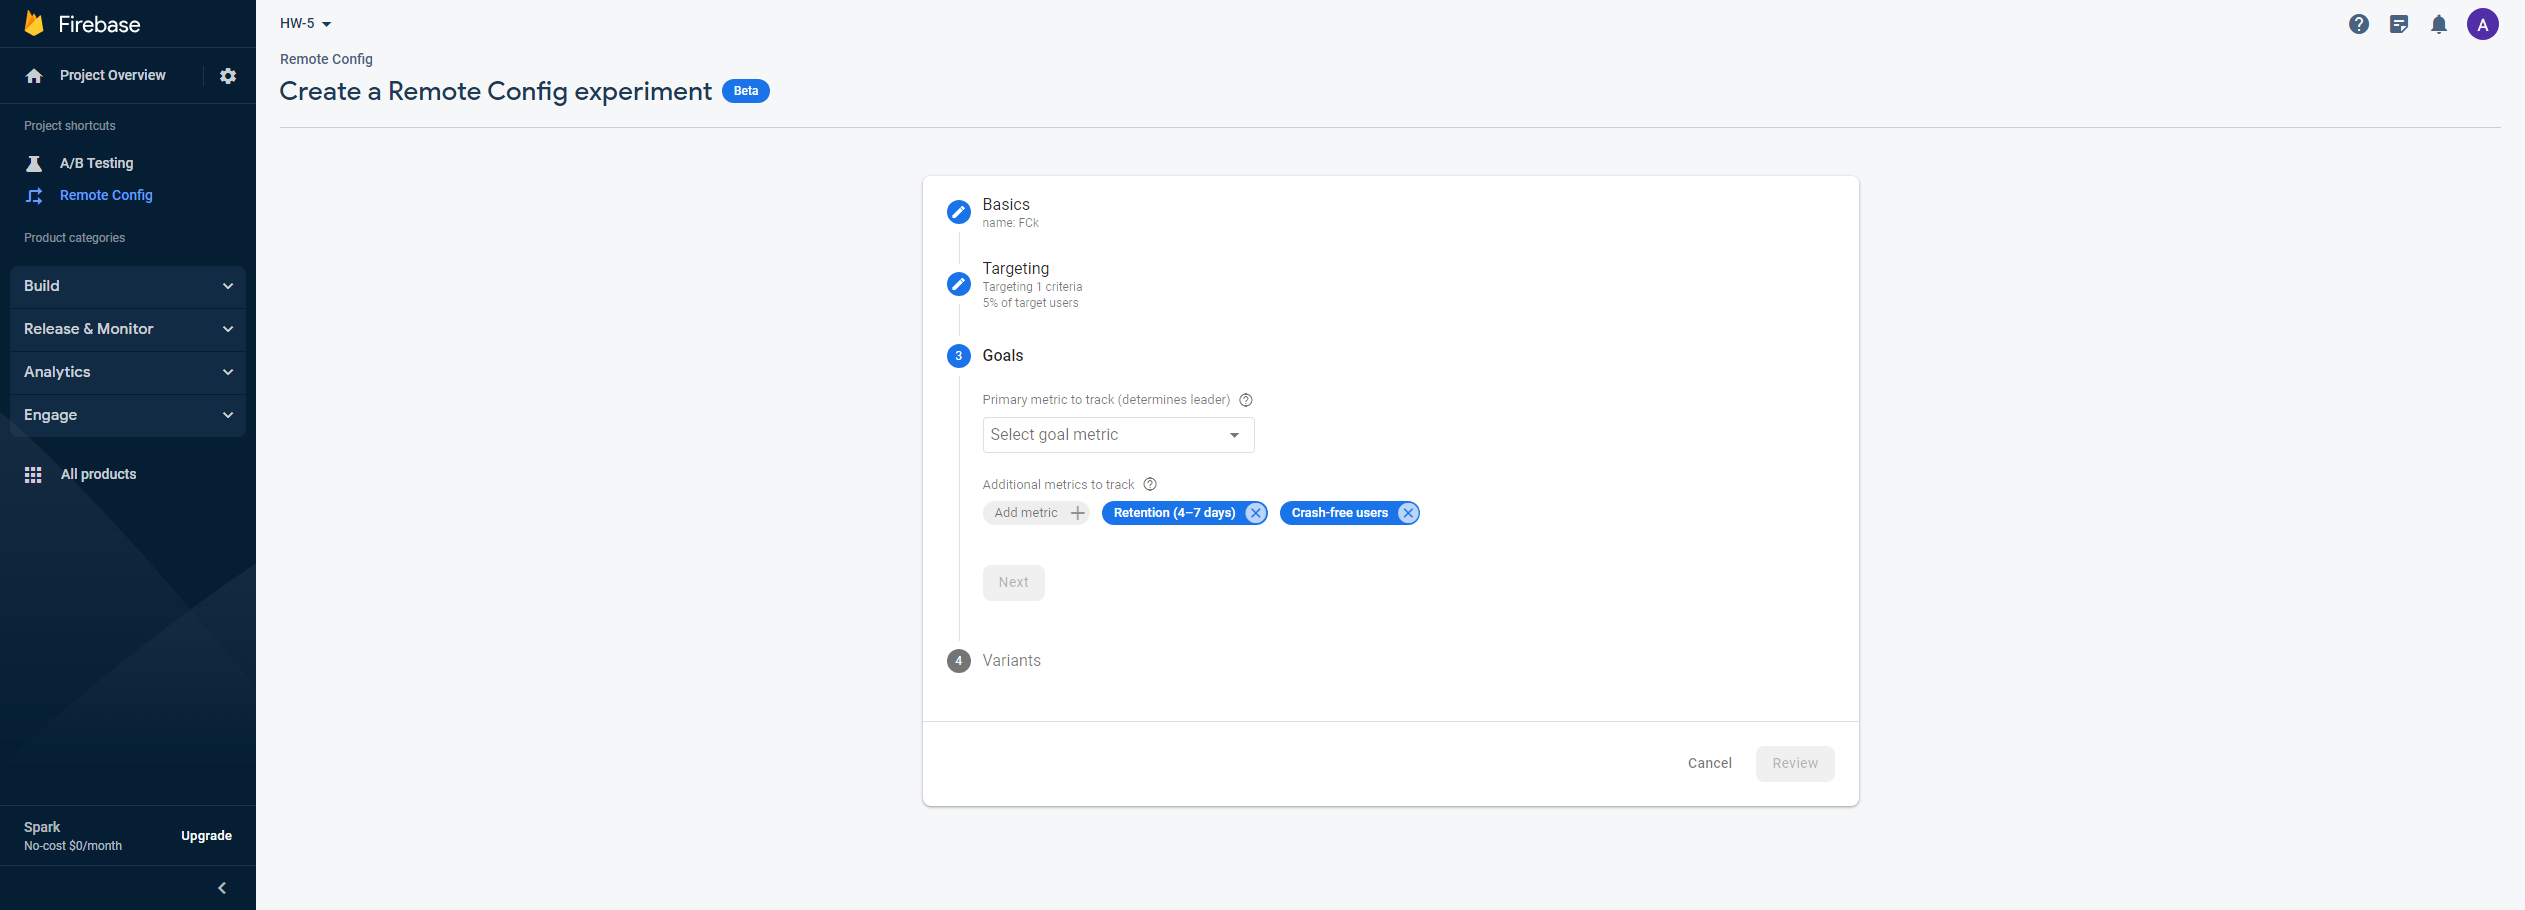 Firebase
Project Overview
Project shortcuts
A/B Testing
Remote Config
Product categories
Build
Release & Monitor
Analytics
Engage
All products
Spark
No-cost $0/month
Upgrade
HW-5
A
Remote Config
Create a Remote Config experiment
Beta
Basics
name: FCk
Targeting
Targeting 1 criteria
5% of target users
3 Goals
Primary metric to track (determines leader)
Select goal metric
Additional metrics to track
Add metric Retention (4–7 days) Crash-free users
Next
4 Variants
Cancel Review